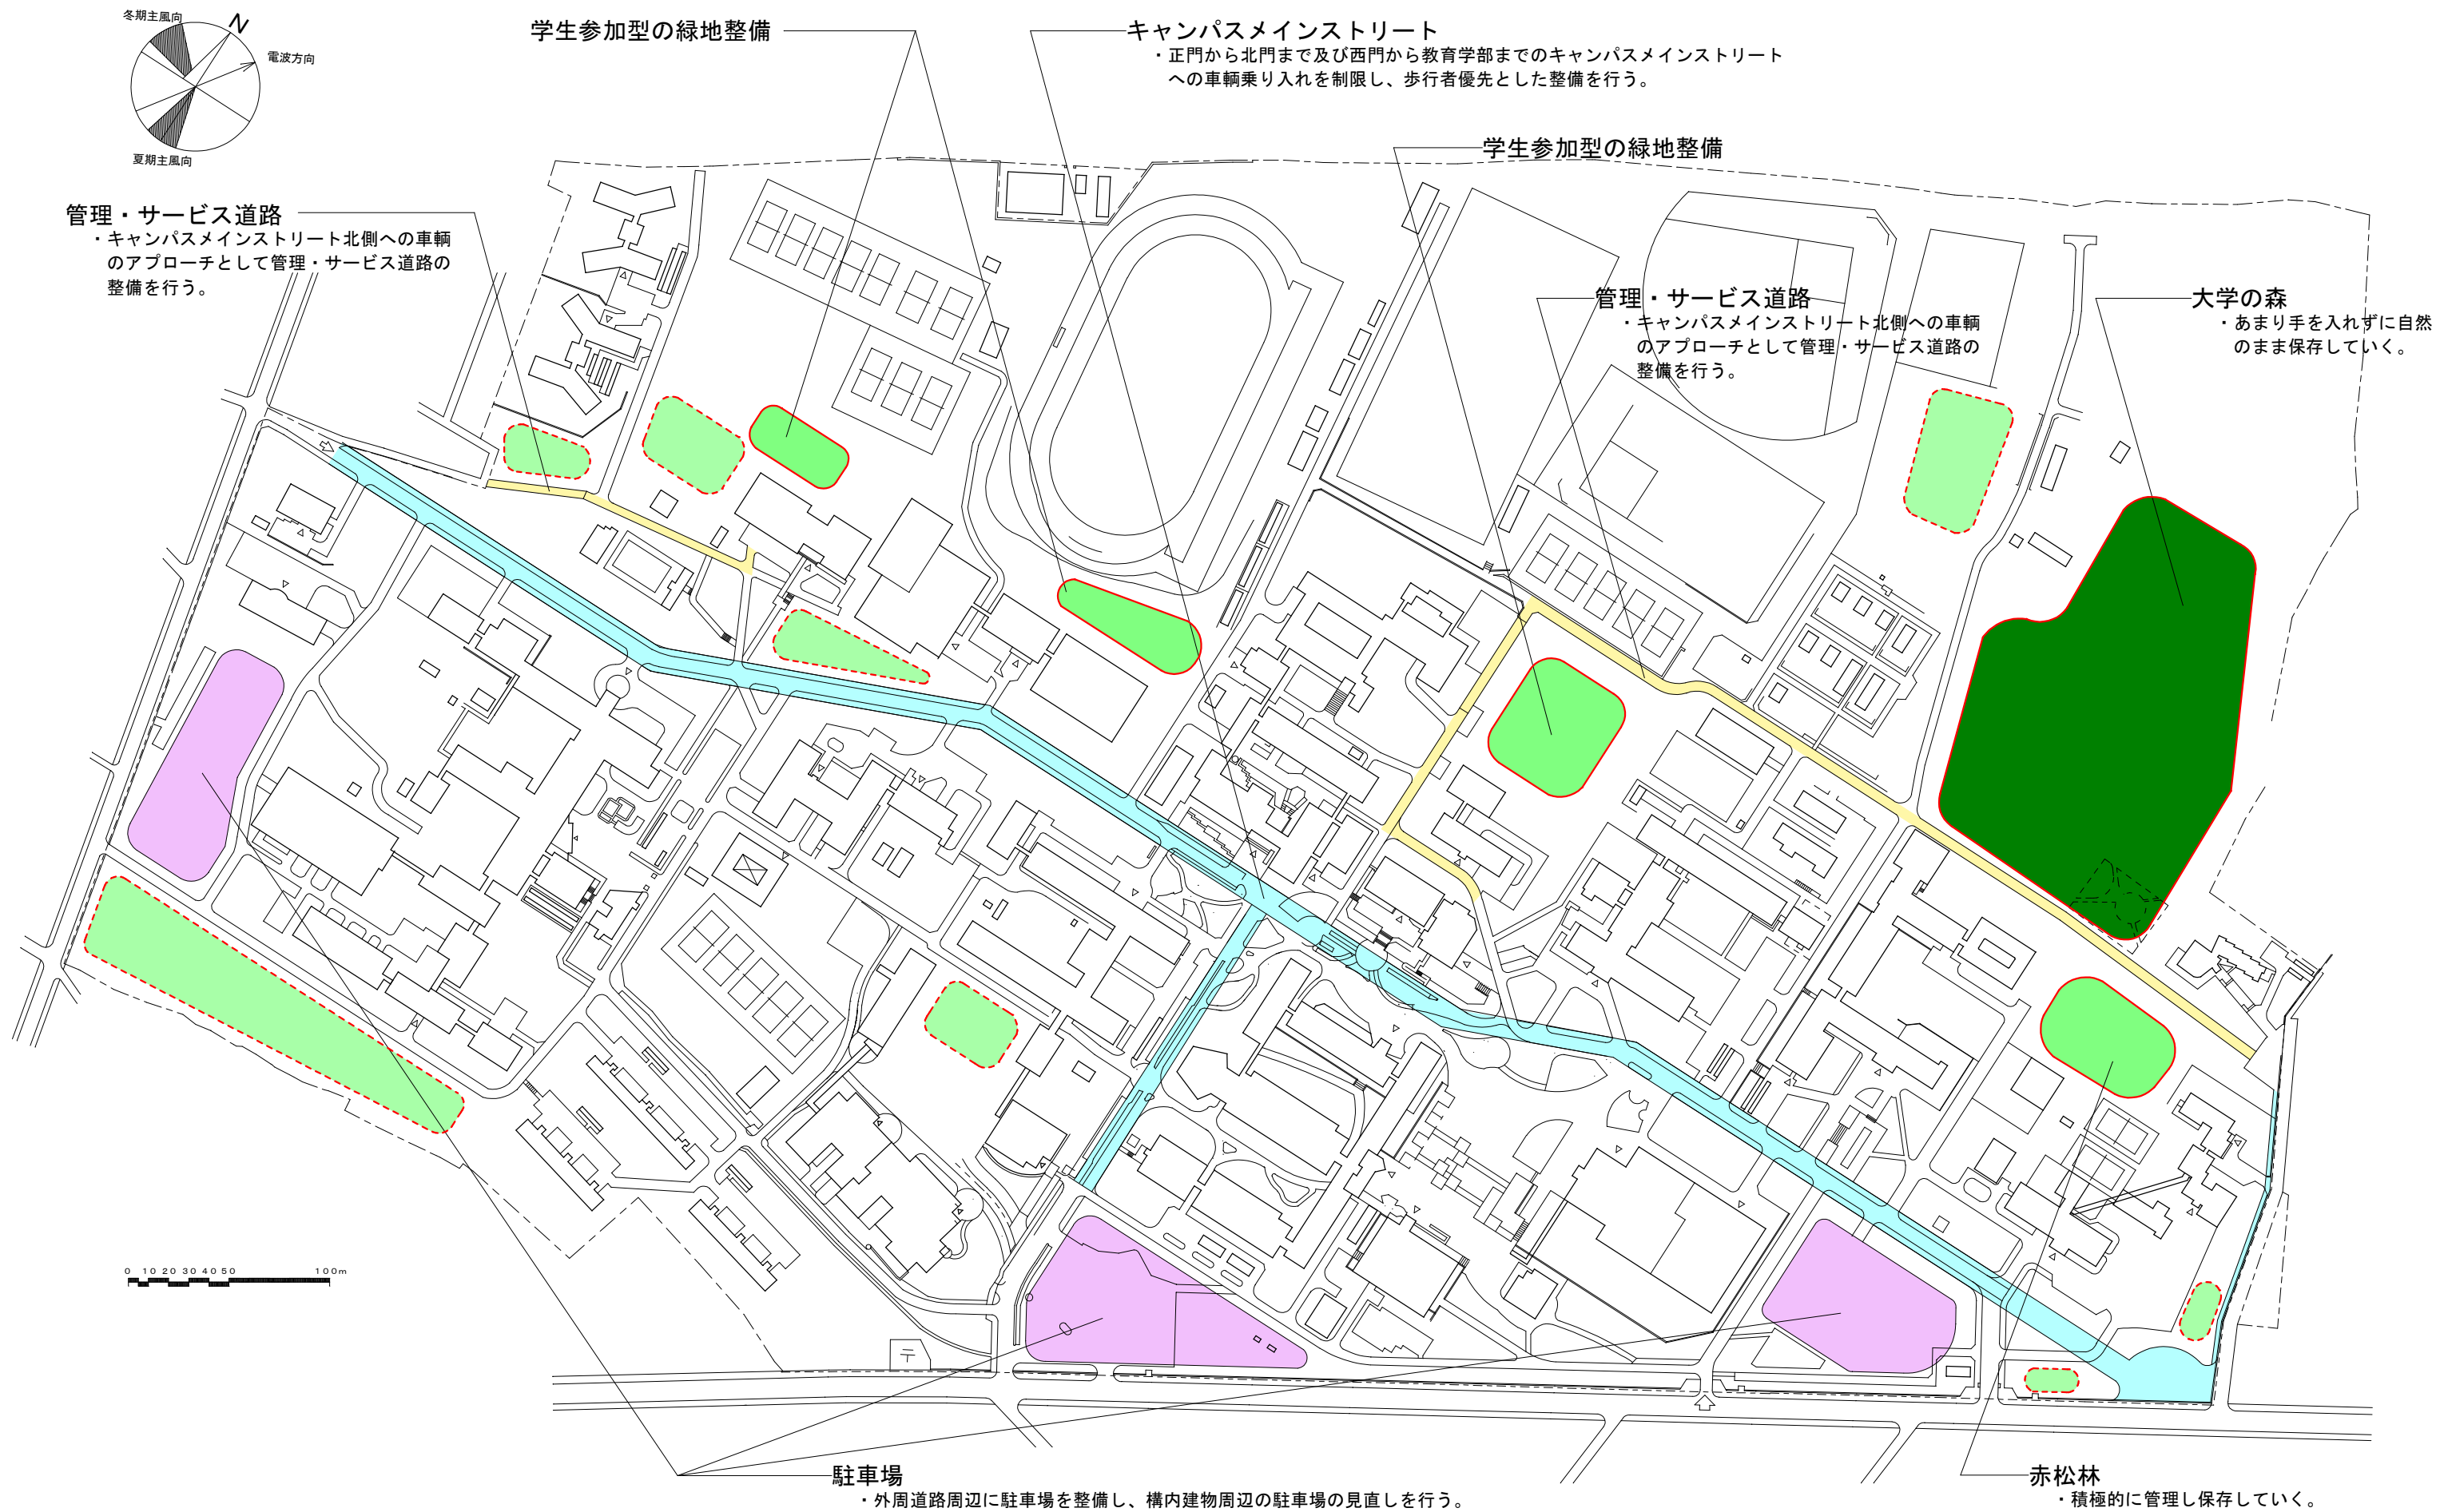 冬期主風向
N
電波方向
夏期主風向
学生参加型の緑地整備
キャンパスメインストリート
・正門から北門まで及び西門から教育学部までのキャンパスメインストリート
への車輌乗り入れを制限し、歩行者優先とした整備を行う。
学生参加型の緑地整備
管理・サービス道路
・キャンパスメインストリート北側への車輌
のアプローチとして管理・サービス道路の
整備を行う。
管理・サービス道路
・キャンパスメインストリート北側への車輌
のアプローチとして管理・サービス道路の
整備を行う。
大学の森
・あまり手を入れずに自然
のまま保存していく。
0 10 20 30 40 50 100m
駐車場
・外周道路周辺に駐車場を整備し、構内建物周辺の駐車場の見直しを行う。
赤松林
・積極的に管理し保存していく。